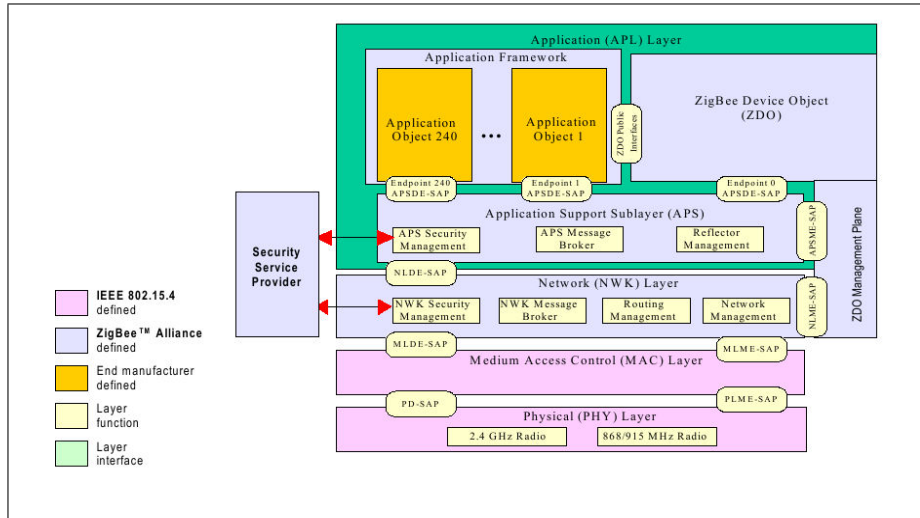 Application (APL) Layer
Application Framework
ZigBee Device Object
(ZDO)
Application
Object 240
...
Application
Object 1
ZDO Public
Interfaces
Endpoint 240
APSDE-SAP
Endpoint 1
APSDE-SAP
Endpoint 0
APSDE-SAP
Application Support Sublayer (APS)
APS Security
Management
APS Message
Broker
Reflector
Management
APSME-SAP
ZDO Management Plane
Security
Service
Provider
NLDE-SAP
Network (NWK) Layer
NWK Security
Management
NWK Message
Broker
Routing
Management
Network
Management
NLME-SAP
MLDE-SAP
MLME-SAP
Medium Access Control (MAC) Layer
PD-SAP
PLME-SAP
Physical (PHY) Layer
2.4 GHz Radio
868/915 MHz Radio
IEEE 802.15.4
defined
ZigBee™ Alliance
defined
End manufacturer
defined
Layer
function
Layer
interface